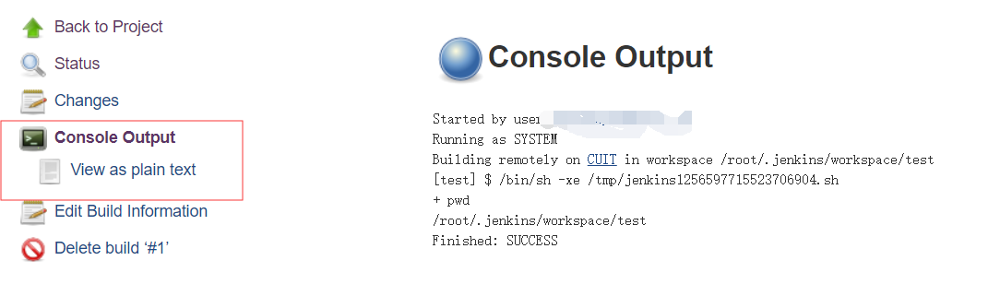 Back to Project
Status
Changes
Console Output
View as plain text
Edit Build Information
Delete build ‘#1’
Console Output
Started by user
Running as SYSTEM
Building remotely on CUIT in workspace /root/.jenkins/workspace/test
[test] $ /bin/sh -xe /tmp/jenkins1256597715523706904.sh
+ pwd
/root/.jenkins/workspace/test
Finished: SUCCESS